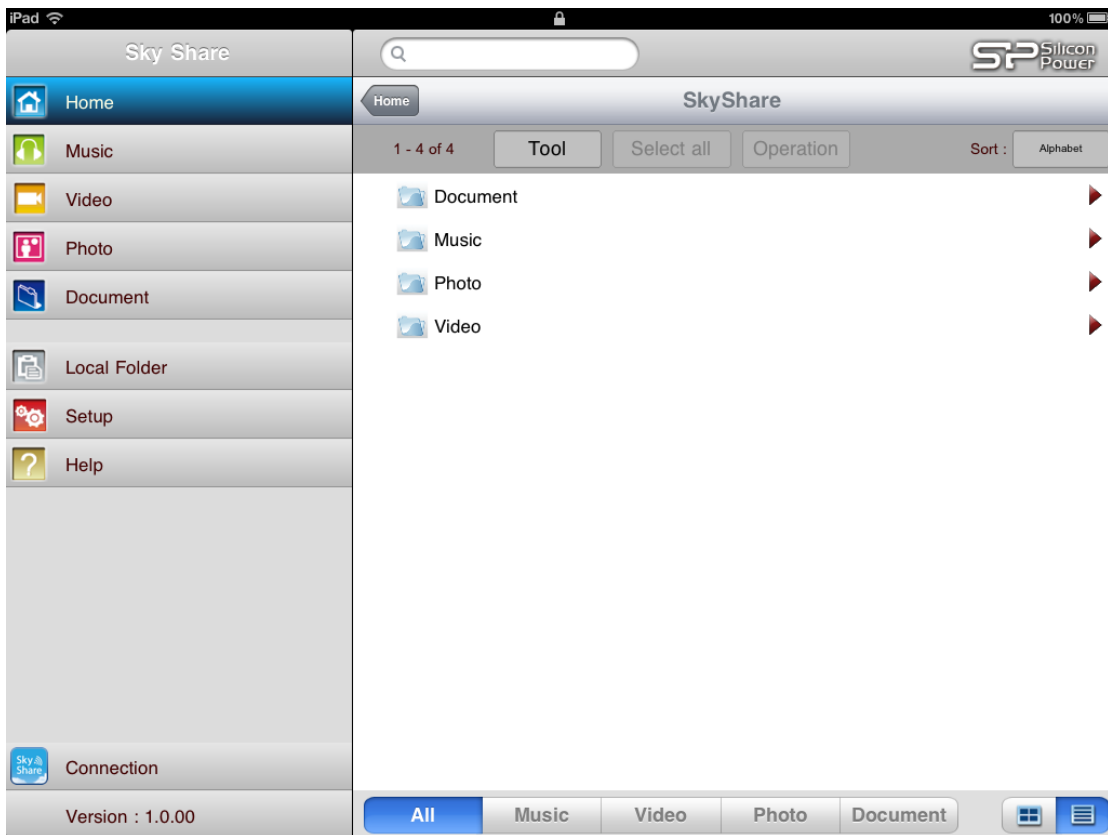 iPad 100%
Sky Share
Home
Music
Video
Photo
Document
Local Folder
Setup
Help
Sky Share
Connection
Version : 1.0.00
SP Silicon Power
Home SkyShare
1 - 4 of 4 Tool Select all Operation Sort : Alphabet
Document
Music
Photo
Video
All Music Video Photo Document